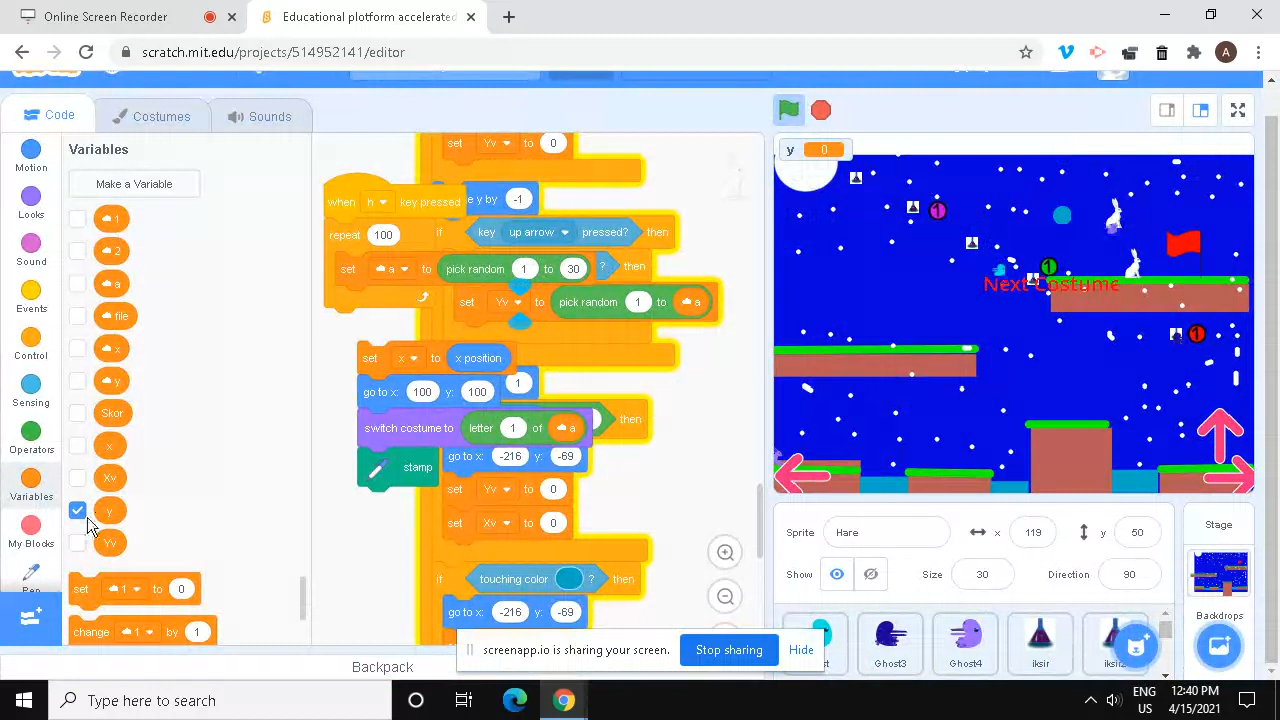 Online Screen Recorder
Educational plotform accelerated
scratch.mit.edu/projects/514952141/editor
A
Code
Costumes
Sounds
Motion
Looks
Sound
Events
Control
Sensing
Operators
Variables
My Blocks
Pen
Variables
Make a Variable
1
2
a
file
x
y
Skor
x
Xv
y
Yv
set 1 to 0
change 1 by 1
set Yv to 0
when h key pressed
e y by -1
repeat 100
if key up arrow pressed? then
set a to pick random 1 to 30
? then
set Yv to pick random 1 to a
set x to x position
go to x: 100 y: 100
1
then
switch costume to letter 1 of a
go to x: -216 y: -69
stamp
set Yv to 0
set Xv to 0
if touching color ? then
go to x: -216 y: -69
y 0
1
1
Next Costume
1
Sprite Hare x 119 y 50
Show Size 30 Direction 90
Stage
Backdrops
Ghost3
Ghost4
iksir
screenapp.io is sharing your screen.
Stop sharing
Hide
Backpack
Type here to search
ENG
US
12:40 PM
4/15/2021